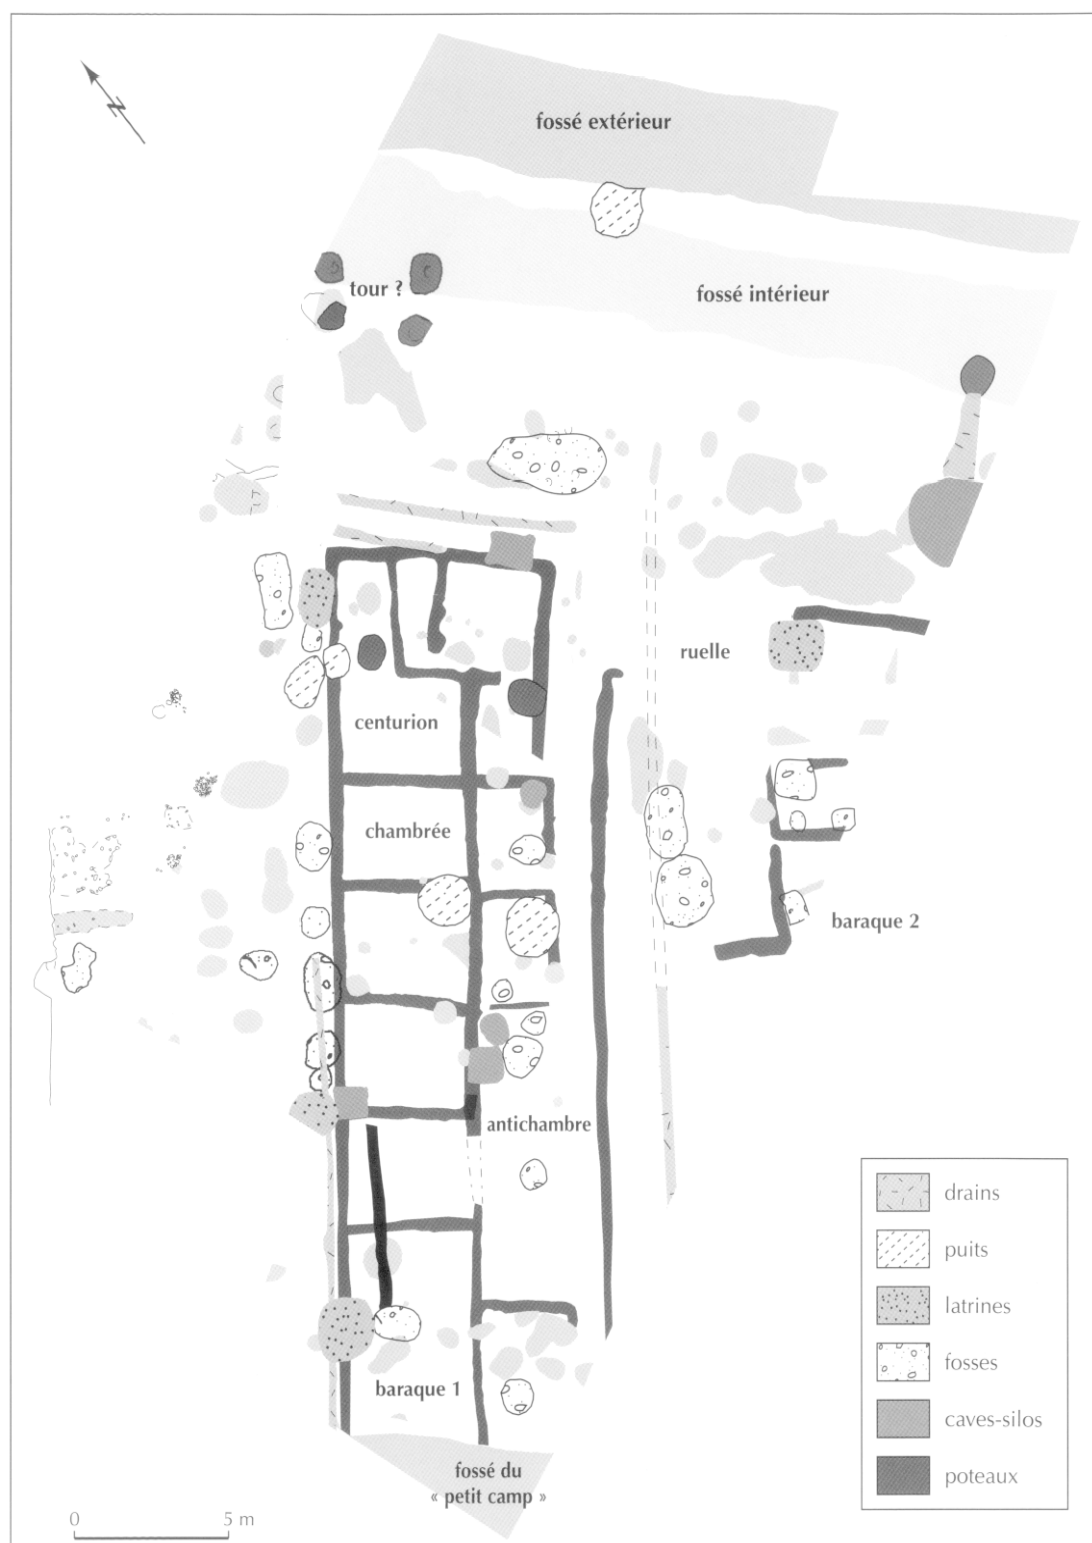 N
fossé extérieur
tour ?
fossé intérieur
ruelle
centurion
chambrée
baraque 2
antichambre
drains
puits
latrines
fosses
caves-silos
poteaux
baraque 1
fossé du
« petit camp »
0 5 m